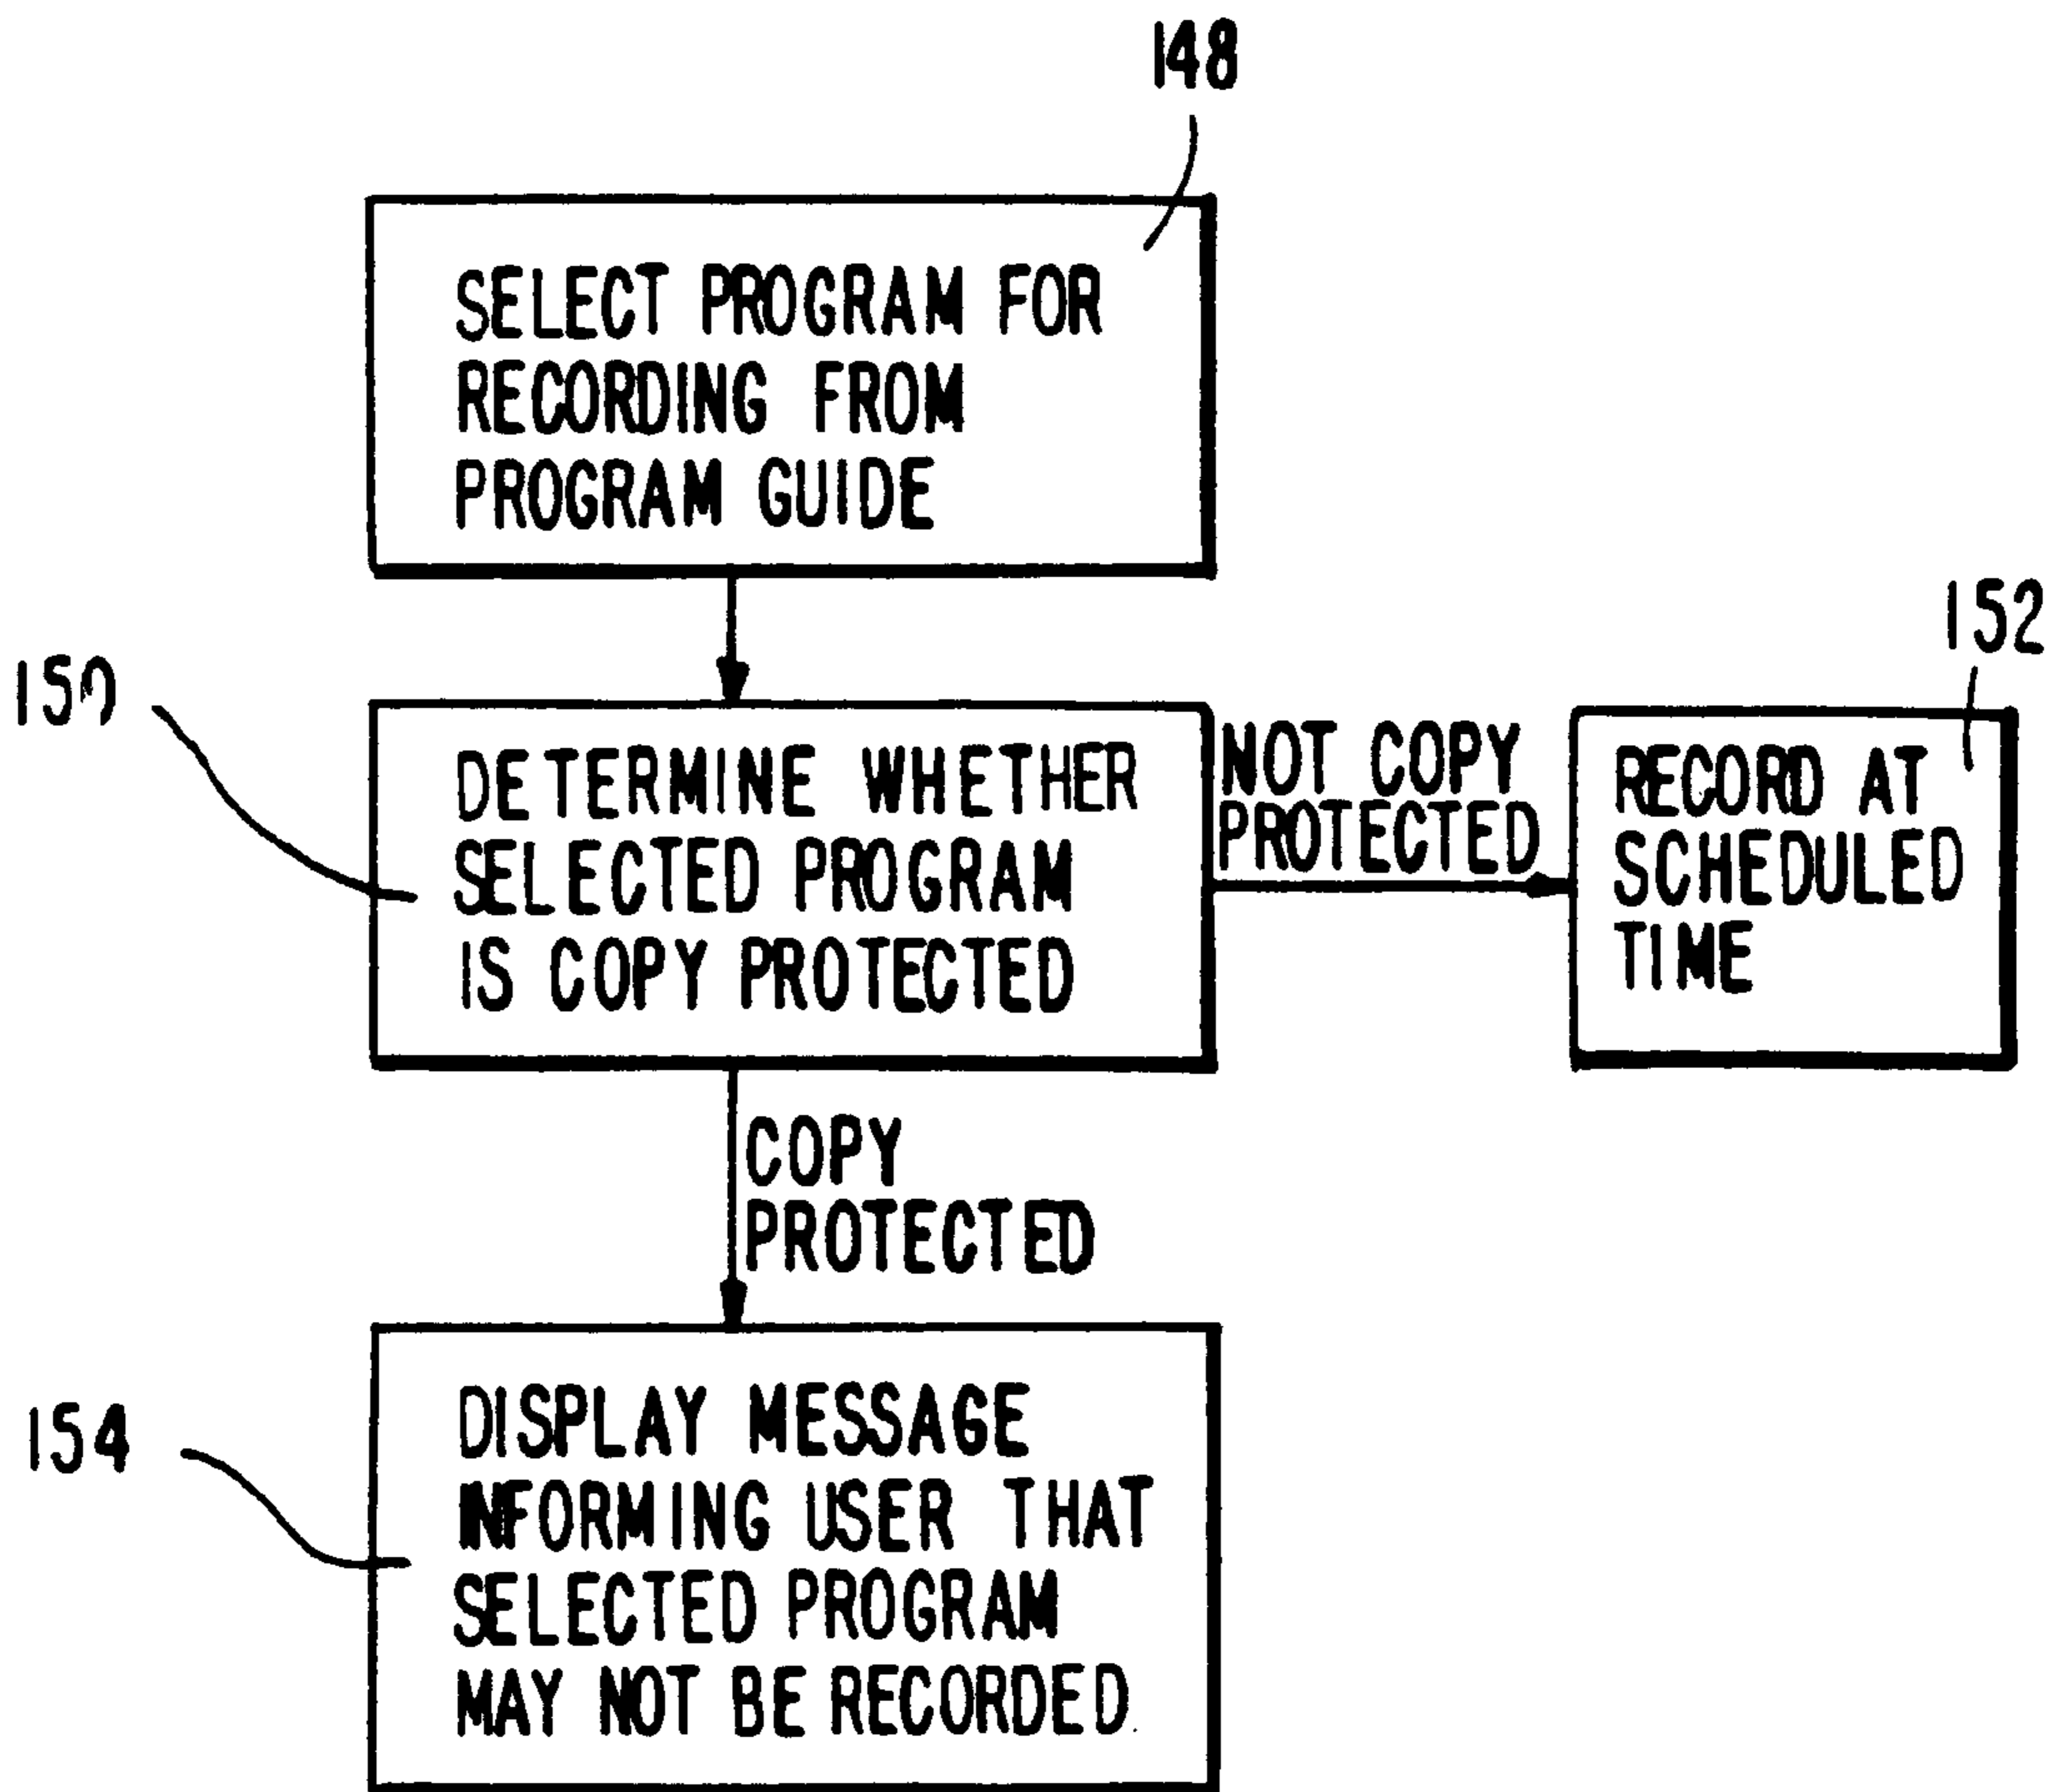 148
SELECT PROGRAM FOR
RECORDING FROM
PROGRAM GUIDE
150
DETERMINE WHETHER
SELECTED PROGRAM
IS COPY PROTECTED
NOT COPY
PROTECTED
152
RECORD AT
SCHEDULED
TIME
COPY
PROTECTED
154
DISPLAY MESSAGE
INFORMING USER THAT
SELECTED PROGRAM
MAY NOT BE RECORDED.